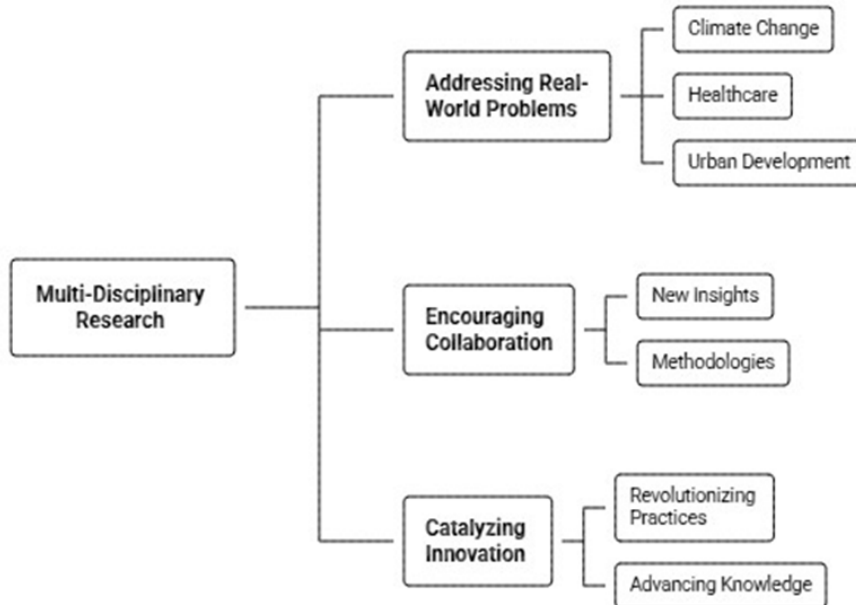 Multi-Disciplinary
Research
Addressing Real-
World Problems
Climate Change
Healthcare
Urban Development
Encouraging
Collaboration
New Insights
Methodologies
Catalyzing
Innovation
Revolutionizing
Practices
Advancing Knowledge